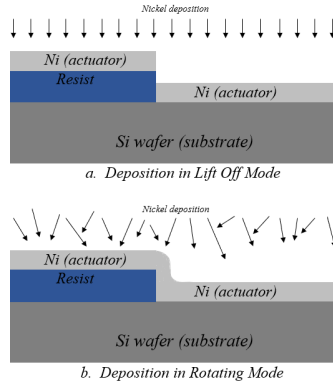 Nickel deposition
Ni (actuator)
Resist
Ni (actuator)
Si wafer (substrate)
a. Deposition in Lift Off Mode
Nickel deposition
Ni (actuator)
Resist
Ni (actuator)
Si wafer (substrate)
b. Deposition in Rotating Mode